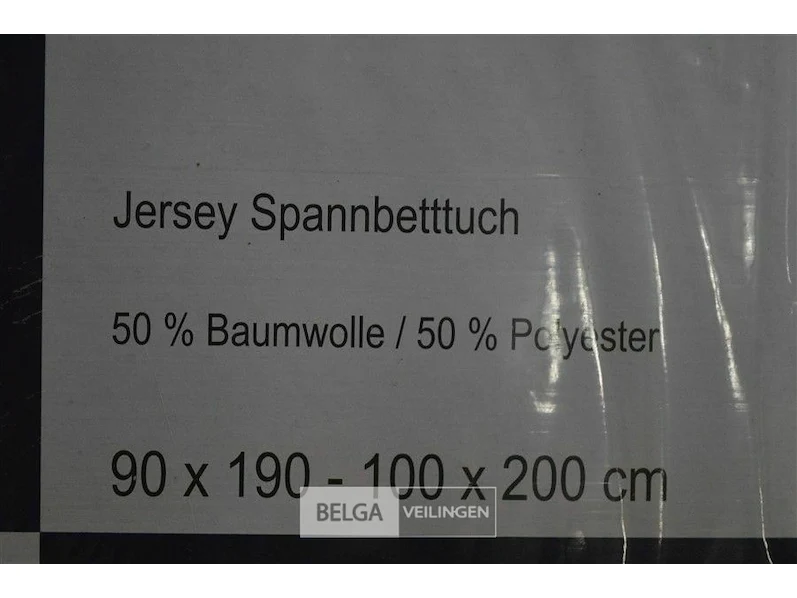 Jersey Spannbetttuch
50 % Baumwolle / 50 % Polyester
90 x 190 - 100 x 200 cm
BELGA VEILINGEN